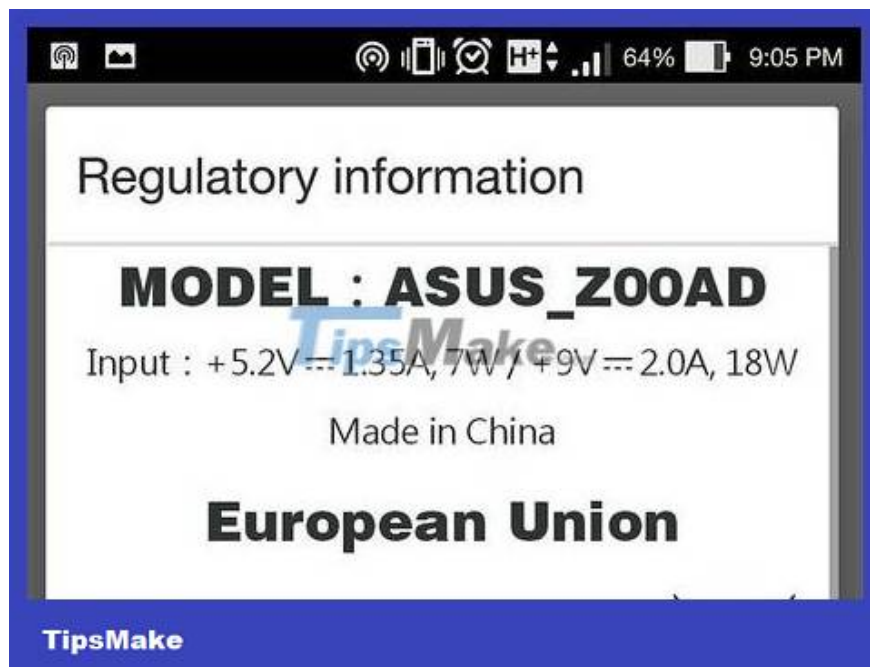 H+ 64% 9:05 PM
Regulatory information
MODEL : ASUS_Z00AD
TipsMake
Input : +5.2V⎓1.35A, 7W / +9V⎓2.0A, 18W
Made in China
European Union
TipsMake